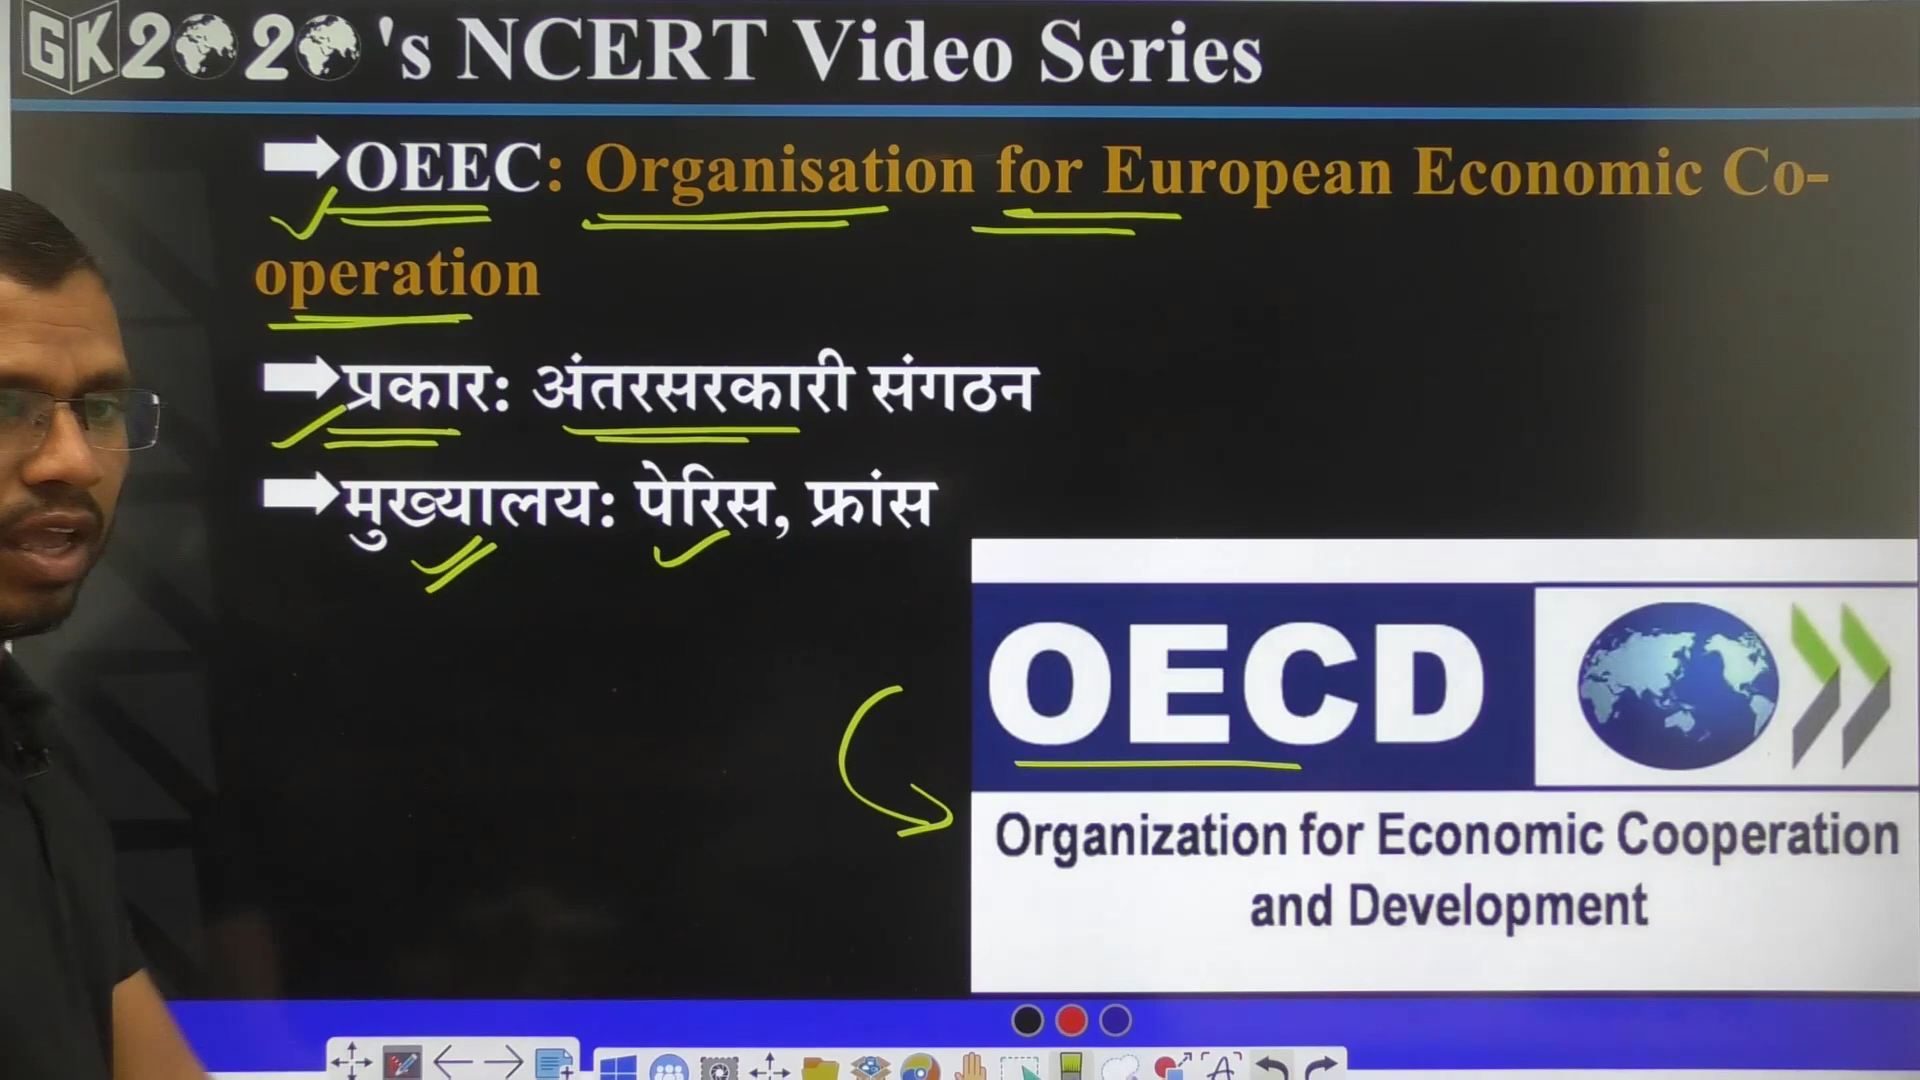 GK2020's NCERT Video Series
OEEC: Organisation for European Economic Co-
operation
प्रकार: अंतरसरकारी संगठन
मुख्यालय: पेरिस, फ्रांस
OECD
Organization for Economic Cooperation
and Development